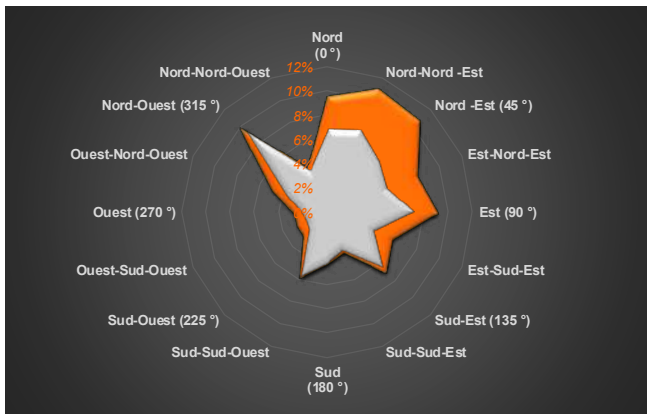 Nord
(0 °)
12%
Nord-Nord-Ouest
Nord-Nord -Est
10%
Nord-Ouest (315 °)
Nord -Est (45 °)
8%
6%
Ouest-Nord-Ouest
Est-Nord-Est
4%
2%
Ouest (270 °)
0%
Est (90 °)
Ouest-Sud-Ouest
Est-Sud-Est
Sud-Ouest (225 °)
Sud-Est (135 °)
Sud-Sud-Ouest
Sud-Sud-Est
Sud
(180 °)